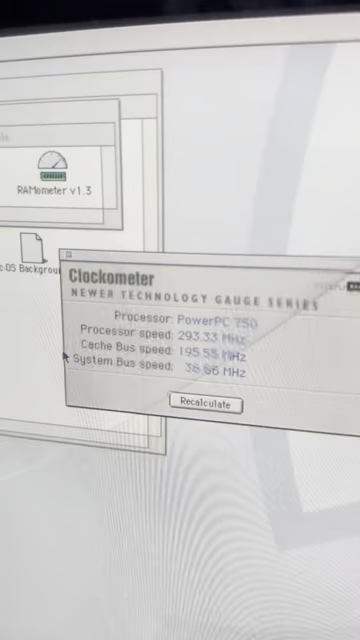 RAMometer v1.3
Clockometer
NEWER TECHNOLOGY GAUGE SERIES
Processor: PowerPC 750
Processor speed: 293.33 MHz
Cache Bus speed: 195.55 MHz
System Bus speed: 38.66 MHz
Recalculate